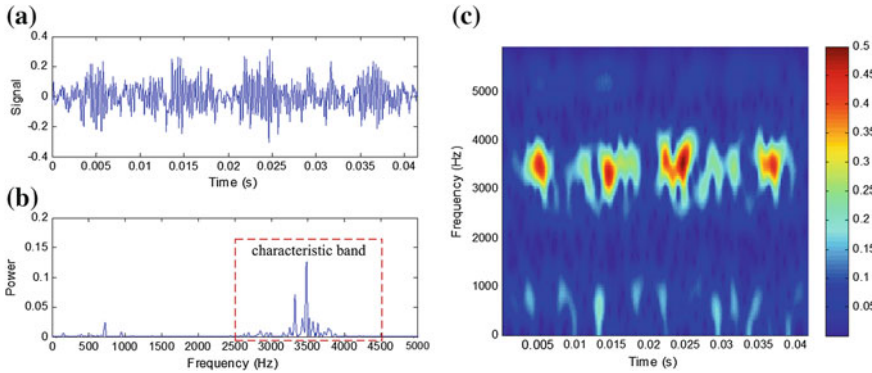 (a)
0.4
0.2
0
-0.2
-0.4
Signal
0 0.005 0.01 0.015 0.02 0.025 0.03 0.035 0.04
Time (s)
(b)
0.2
0.15
0.1
0.05
0
Power
characteristic band
0 500 1000 1500 2000 2500 3000 3500 4000 4500 5000
Frequency (Hz)
(c)
5000
4000
3000
2000
1000
0
Frequency (Hz)
0.005 0.01 0.015 0.02 0.025 0.03 0.035 0.04
Time (s)
0.5
0.45
0.4
0.35
0.3
0.25
0.2
0.15
0.1
0.05